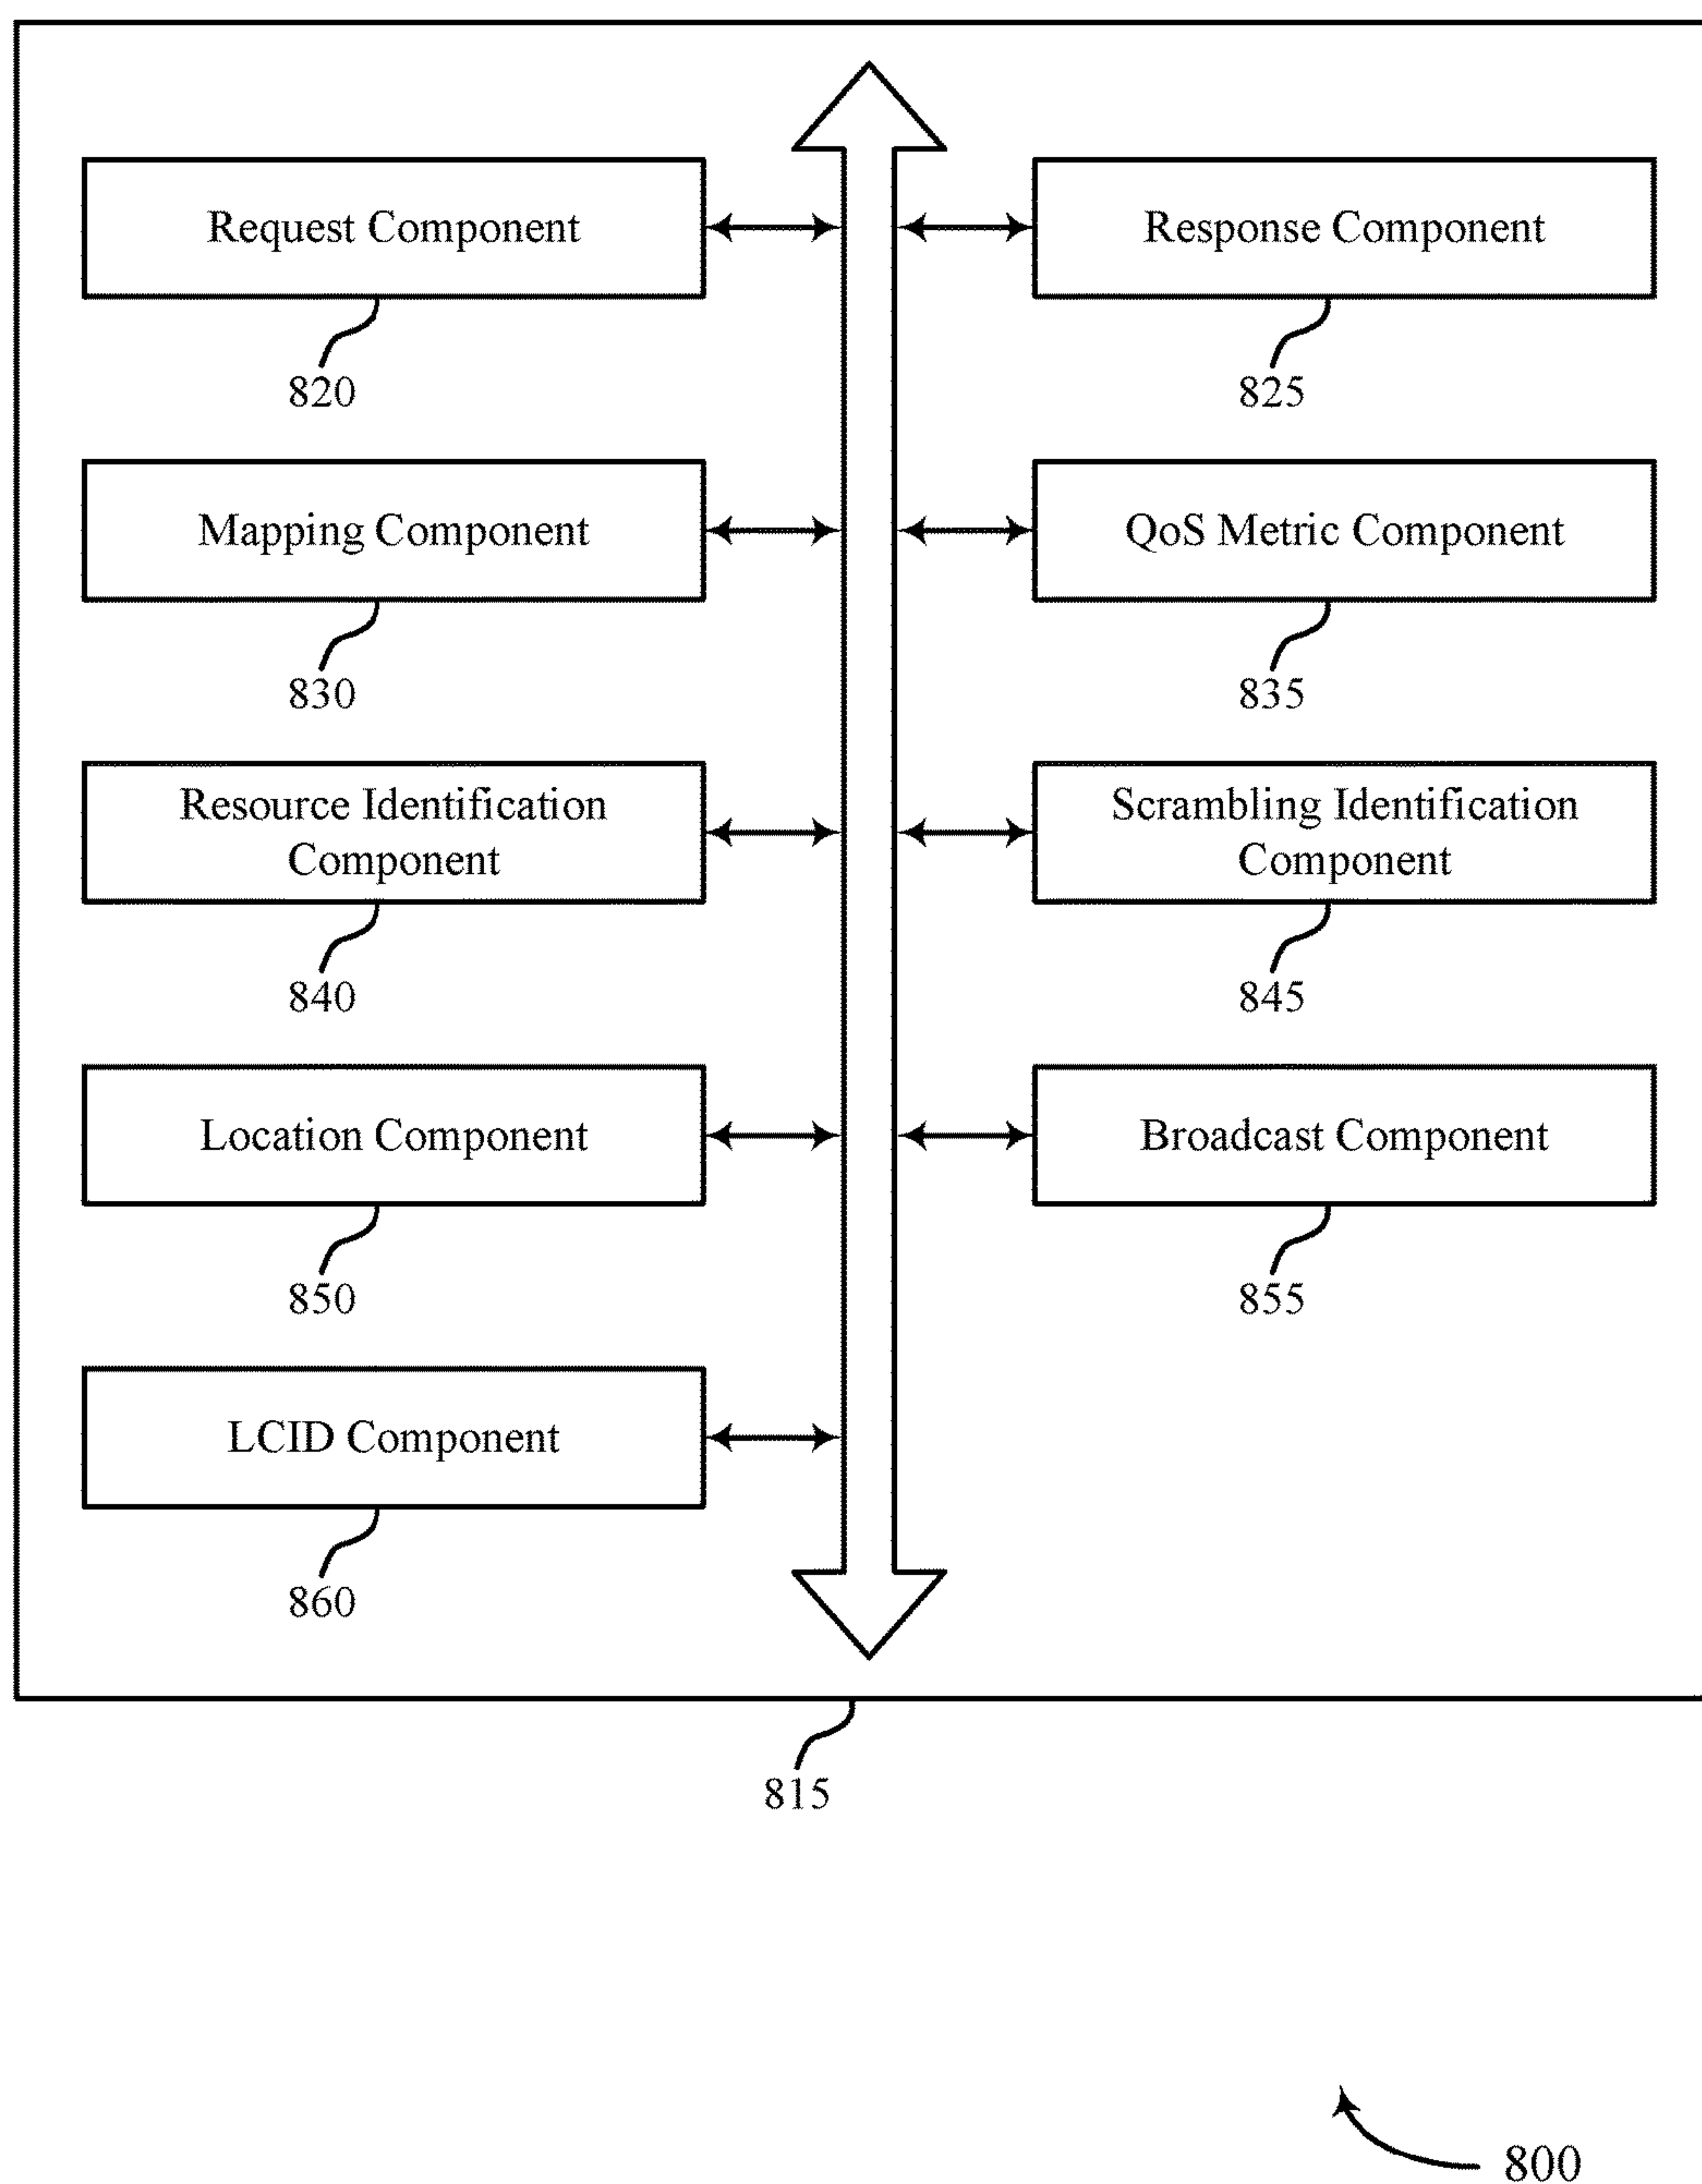 Request Component
820
Response Component
825
Mapping Component
830
QoS Metric Component
835
Resource Identification
Component
840
Scrambling Identification
Component
845
Location Component
850
Broadcast Component
855
LCID Component
860
815
800